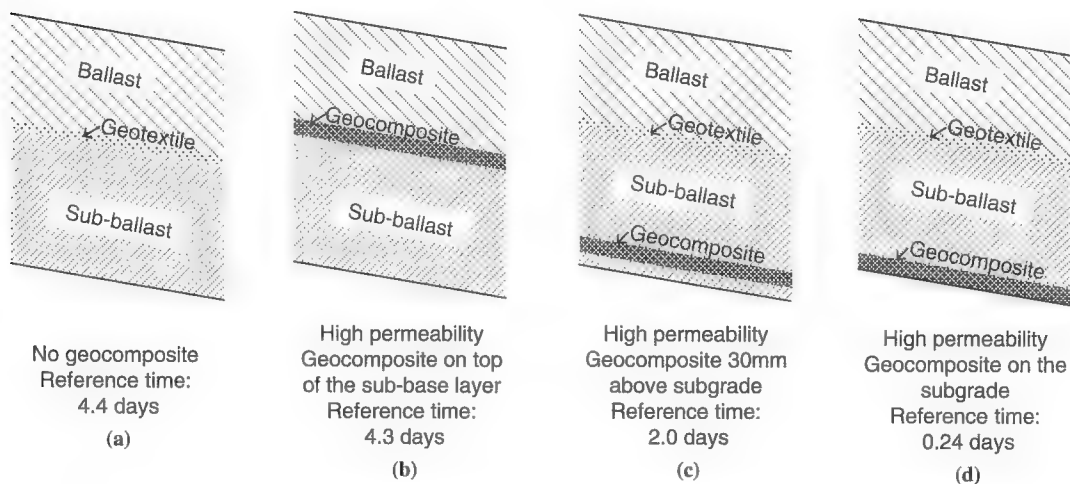 Ballast
Geotextile
Sub-ballast
No geocomposite
Reference time:
4.4 days
(a)
Ballast
Geocomposite
Sub-ballast
High permeability
Geocomposite on top
of the sub-base layer
Reference time:
4.3 days
(b)
Ballast
Geotextile
Sub-ballast
Geocomposite
High permeability
Geocomposite 30mm
above subgrade
Reference time:
2.0 days
(c)
Ballast
Geotextile
Sub-ballast
Geocomposite
High permeability
Geocomposite on the
subgrade
Reference time:
0.24 days
(d)